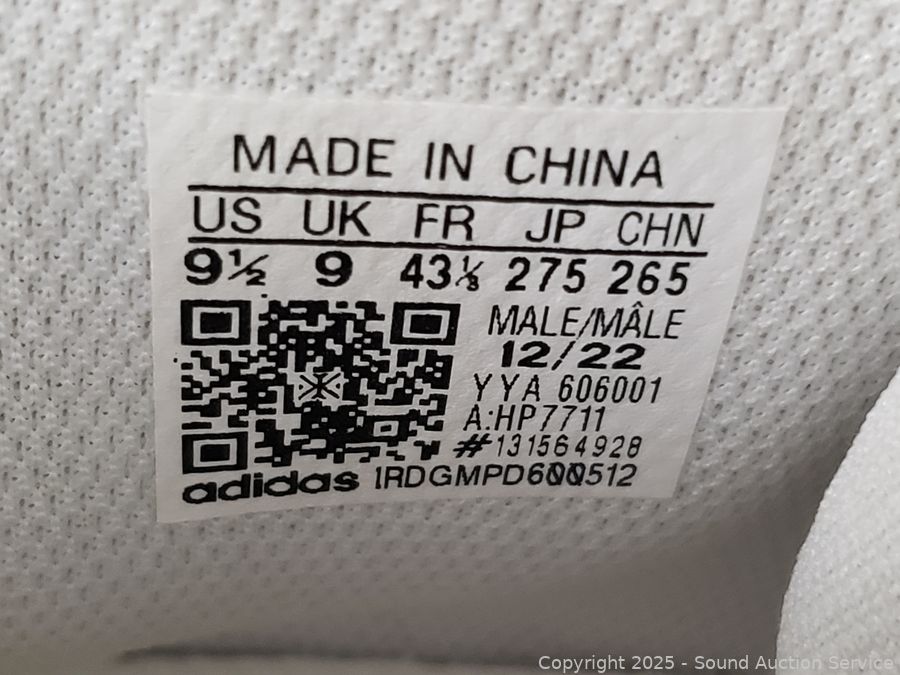 MADE IN CHINA
US UK FR JP CHN
9½ 9 43⅓ 275 265
MALE/MÂLE
12/22
YYA 606001
A:HP7711
#131564928
adidas 1RDGMPD600512
Copyright 2025 - Sound Auction Service